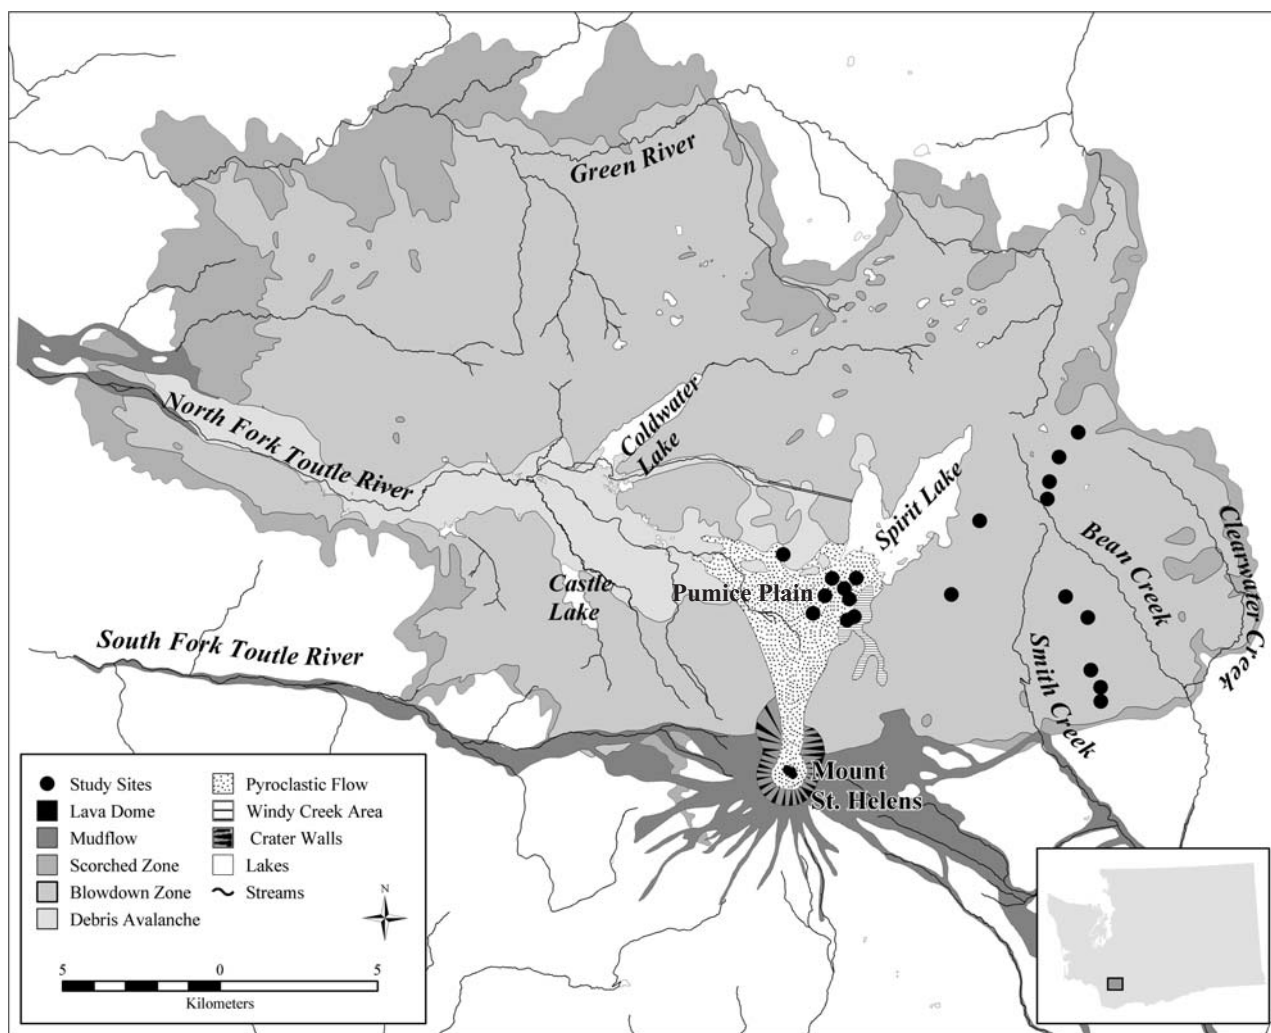 Green River
North Fork Toutle River
Coldwater
Lake
Spirit Lake
Bean Creek
Clearwater Creek
Castle
Lake
Pumice Plain
South Fork Toutle River
Smith Creek
Mount
St. Helens
Study Sites
Lava Dome
Mudflow
Scorched Zone
Blowdown Zone
Debris Avalanche
Pyroclastic Flow
Windy Creek Area
Crater Walls
Lakes
Streams
N
5 0 5
Kilometers